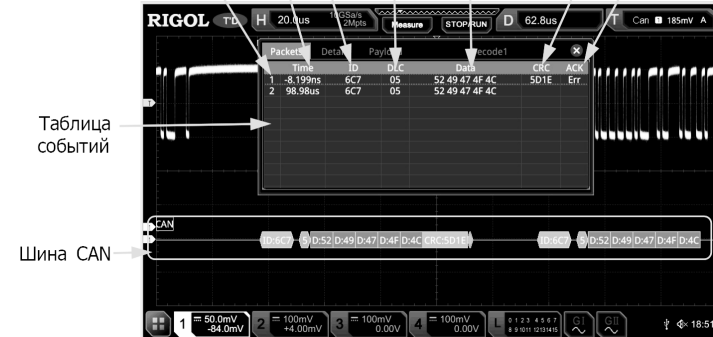 RIGOL T'D H 20.0us 10GSa/s 2Mpts Measure STOP/RUN D 62.8us T Can 185mV A
Packets Details Payload Decode1
Time ID DLC Data CRC ACK
1 -8.199ns 6C7 05 52 49 47 4F 4C 5D1E Err
2 98.98us 6C7 05 52 49 47 4F 4C
Таблица
событий
CAN
ID:6C7 5 D:52 D:49 D:47 D:4F D:4C CRC:5D1E ID:6C7 5 D:52 D:49 D:47 D:4F D:4C
Шина CAN
1 50.0mV -84.0mV 2 100mV +4.00mV 3 100mV 0.00V 4 100mV 0.00V L 0 1 2 3 4 5 6 7 8 9 10 11 12 13 14 15 GI GII 18:51